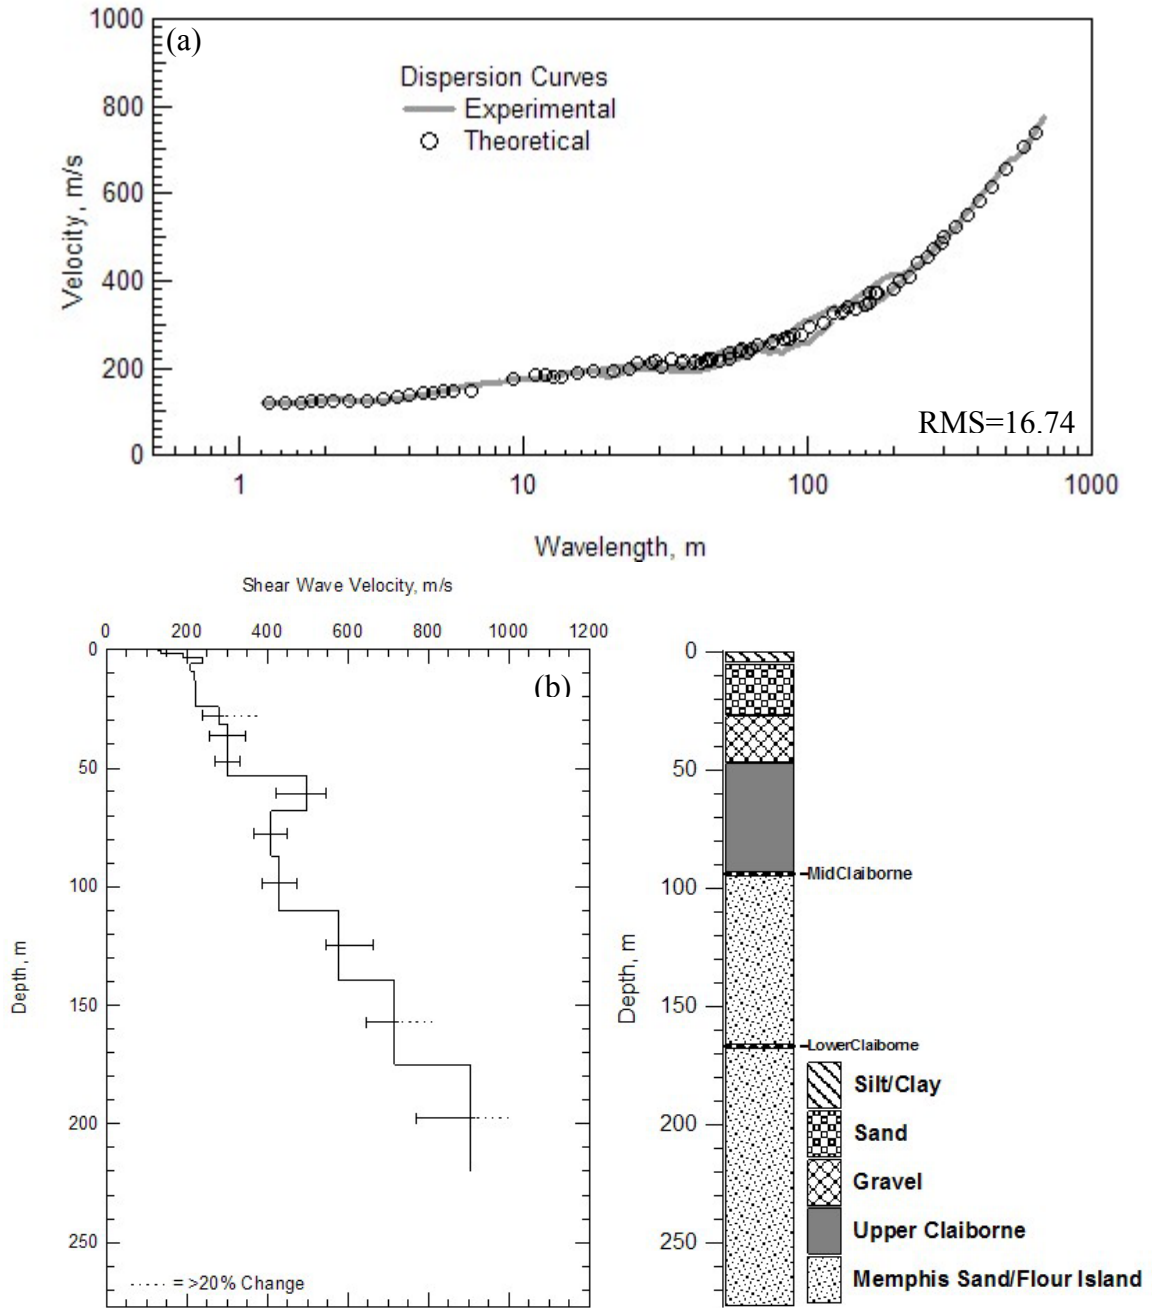 (a)
Dispersion Curves
Experimental
Theoretical
1000
800
600
400
200
0
Velocity, m/s
RMS=16.74
1 10 100 1000
Wavelength, m
Shear Wave Velocity, m/s
0 200 400 600 800 1000 1200
(b)
0
50
100
150
200
250
Depth, m
= >20% Change
0
50
100
150
200
250
Depth, m
MidClaiborne
LowerClaiborne
Silt/Clay
Sand
Gravel
Upper Claiborne
Memphis Sand/Flour Island